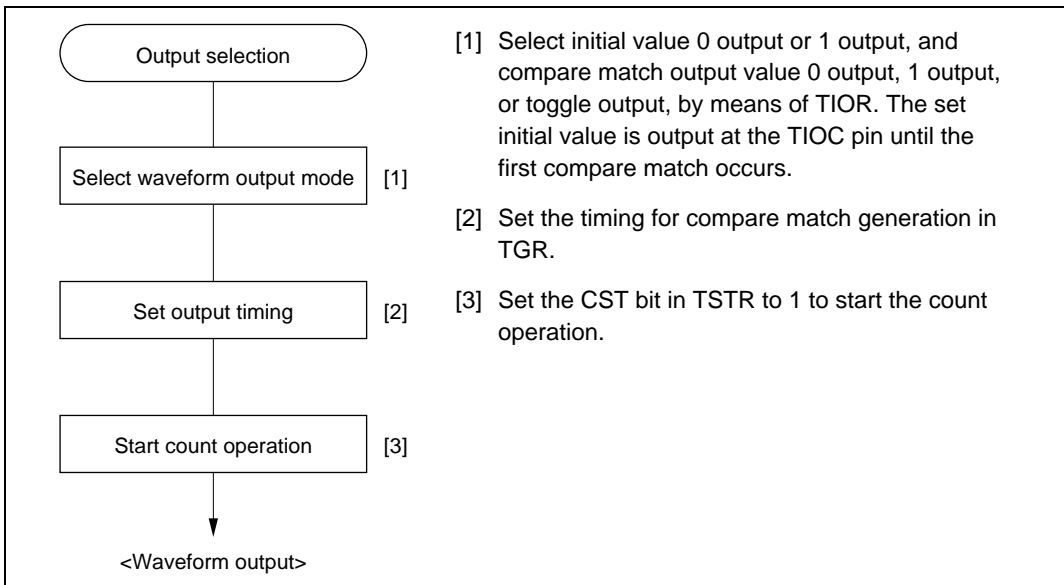 Output selection
Select waveform output mode [1]
Set output timing [2]
Start count operation [3]
<Waveform output>
[1] Select initial value 0 output or 1 output, and
compare match output value 0 output, 1 output,
or toggle output, by means of TIOR. The set
initial value is output at the TIOC pin until the
first compare match occurs.
[2] Set the timing for compare match generation in
TGR.
[3] Set the CST bit in TSTR to 1 to start the count
operation.